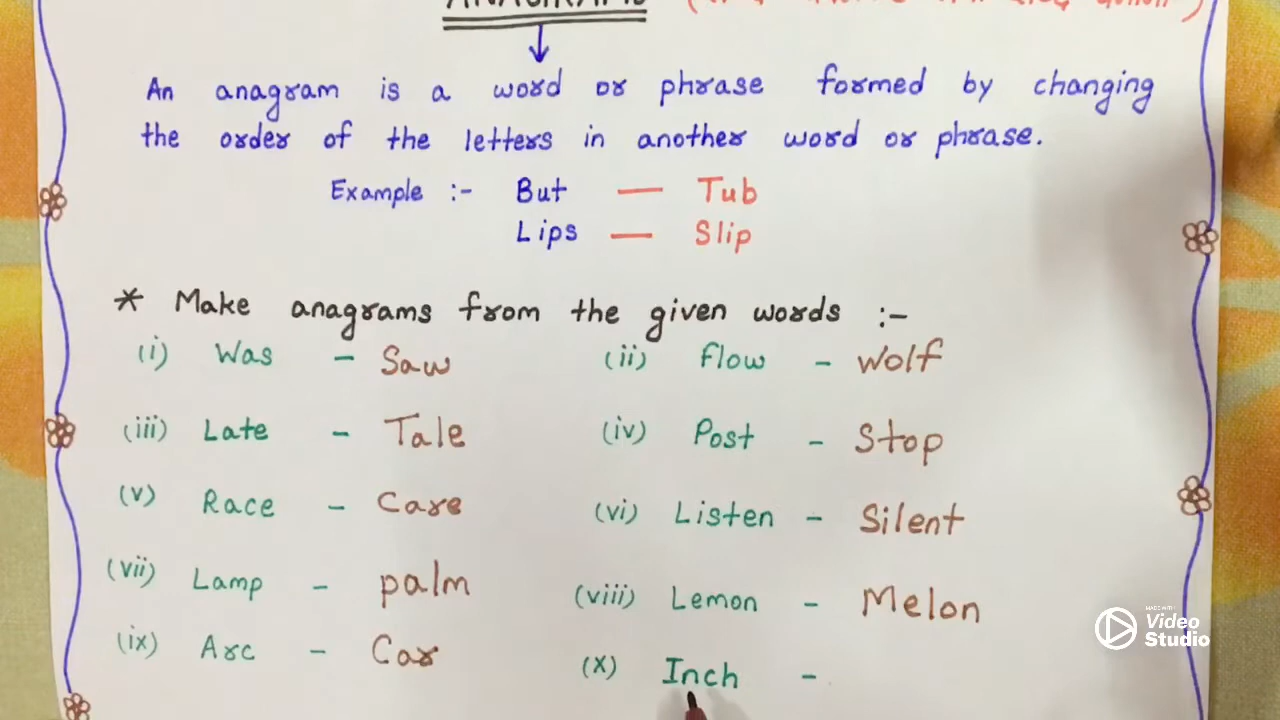 ANAGRAMS
An anagram is a word or phrase formed by changing
the order of the letters in another word or phrase.
Example :- But — Tub
Lips — Slip
* Make anagrams from the given words :-
(i) Was - Saw (ii) Flow - Wolf
(iii) Late - Tale (iv) Post - Stop
(v) Race - Care (vi) Listen - Silent
(vii) Lamp - palm (viii) Lemon - Melon
(ix) Arc - Car (x) Inch -
MADE WITH
Video
Studio